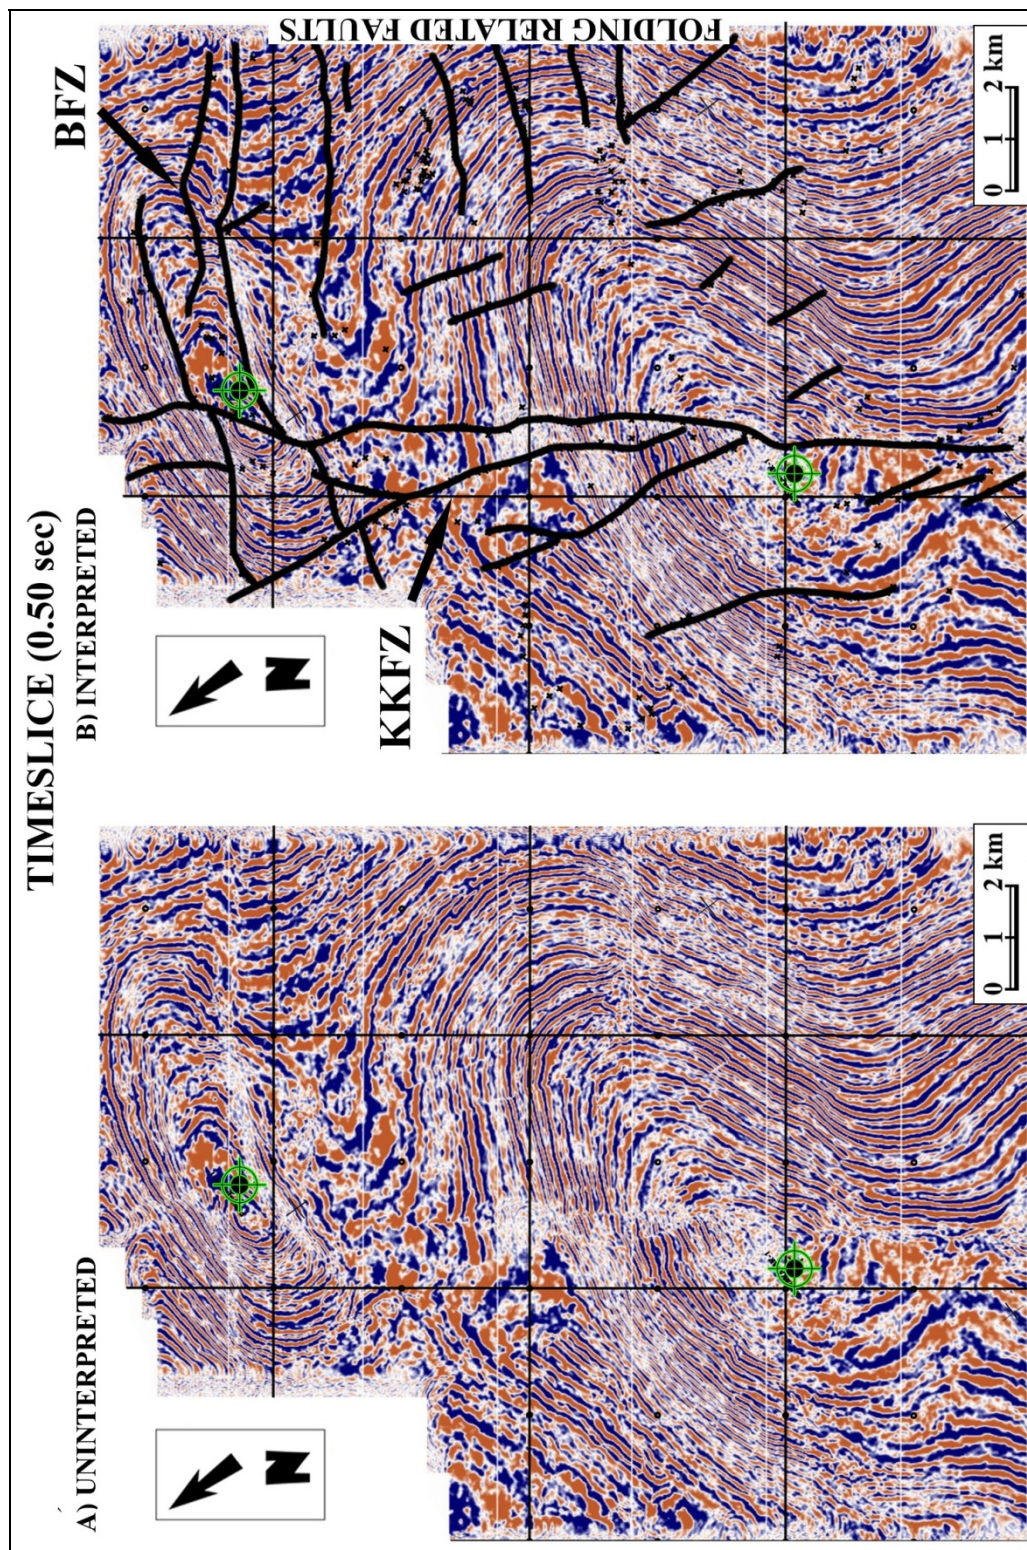 TIMESLICE (0.50 sec)
A) UNINTERPRETED
B) INTERPRETED
N
0 1 2 km
KKFZ
BFZ
N
0 1 2 km
FOLDING RELATED FAULTS